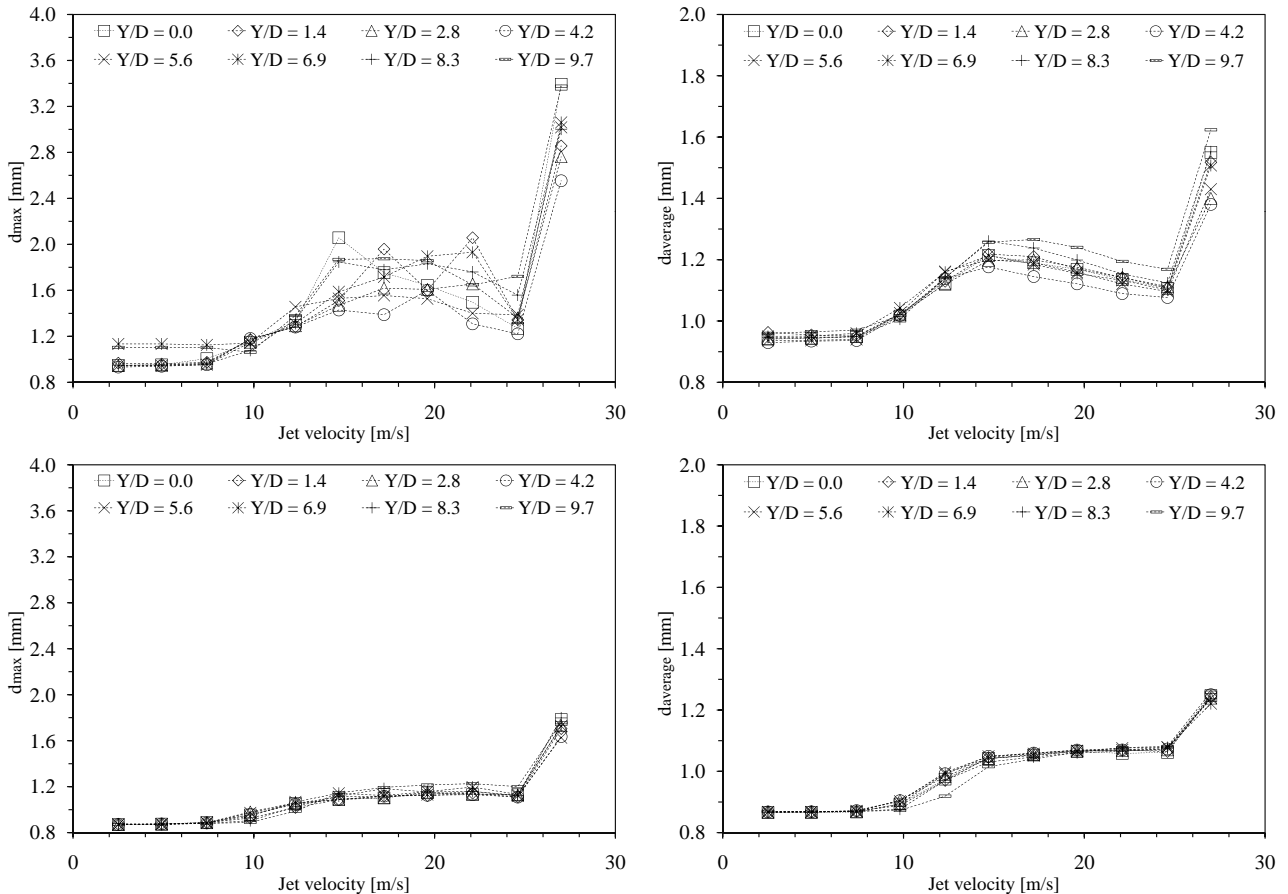 4.0
3.6
3.2
2.8
2.4
2.0
1.6
1.2
0.8
dmax [mm]
Y/D = 0.0 Y/D = 1.4 Y/D = 2.8 Y/D = 4.2
Y/D = 5.6 Y/D = 6.9 Y/D = 8.3 Y/D = 9.7
0 10 20 30
Jet velocity [m/s]
2.0
1.8
1.6
1.4
1.2
1.0
0.8
daverage [mm]
Y/D = 0.0 Y/D = 1.4 Y/D = 2.8 Y/D = 4.2
Y/D = 5.6 Y/D = 6.9 Y/D = 8.3 Y/D = 9.7
0 10 20 30
Jet velocity [m/s]
4.0
3.6
3.2
2.8
2.4
2.0
1.6
1.2
0.8
dmax [mm]
Y/D = 0.0 Y/D = 1.4 Y/D = 2.8 Y/D = 4.2
Y/D = 5.6 Y/D = 6.9 Y/D = 8.3 Y/D = 9.7
0 10 20 30
Jet velocity [m/s]
2.0
1.8
1.6
1.4
1.2
1.0
0.8
daverage [mm]
Y/D = 0.0 Y/D = 1.4 Y/D = 2.8 Y/D = 4.2
Y/D = 5.6 Y/D = 6.9 Y/D = 8.3 Y/D = 9.7
0 10 20 30
Jet velocity [m/s]